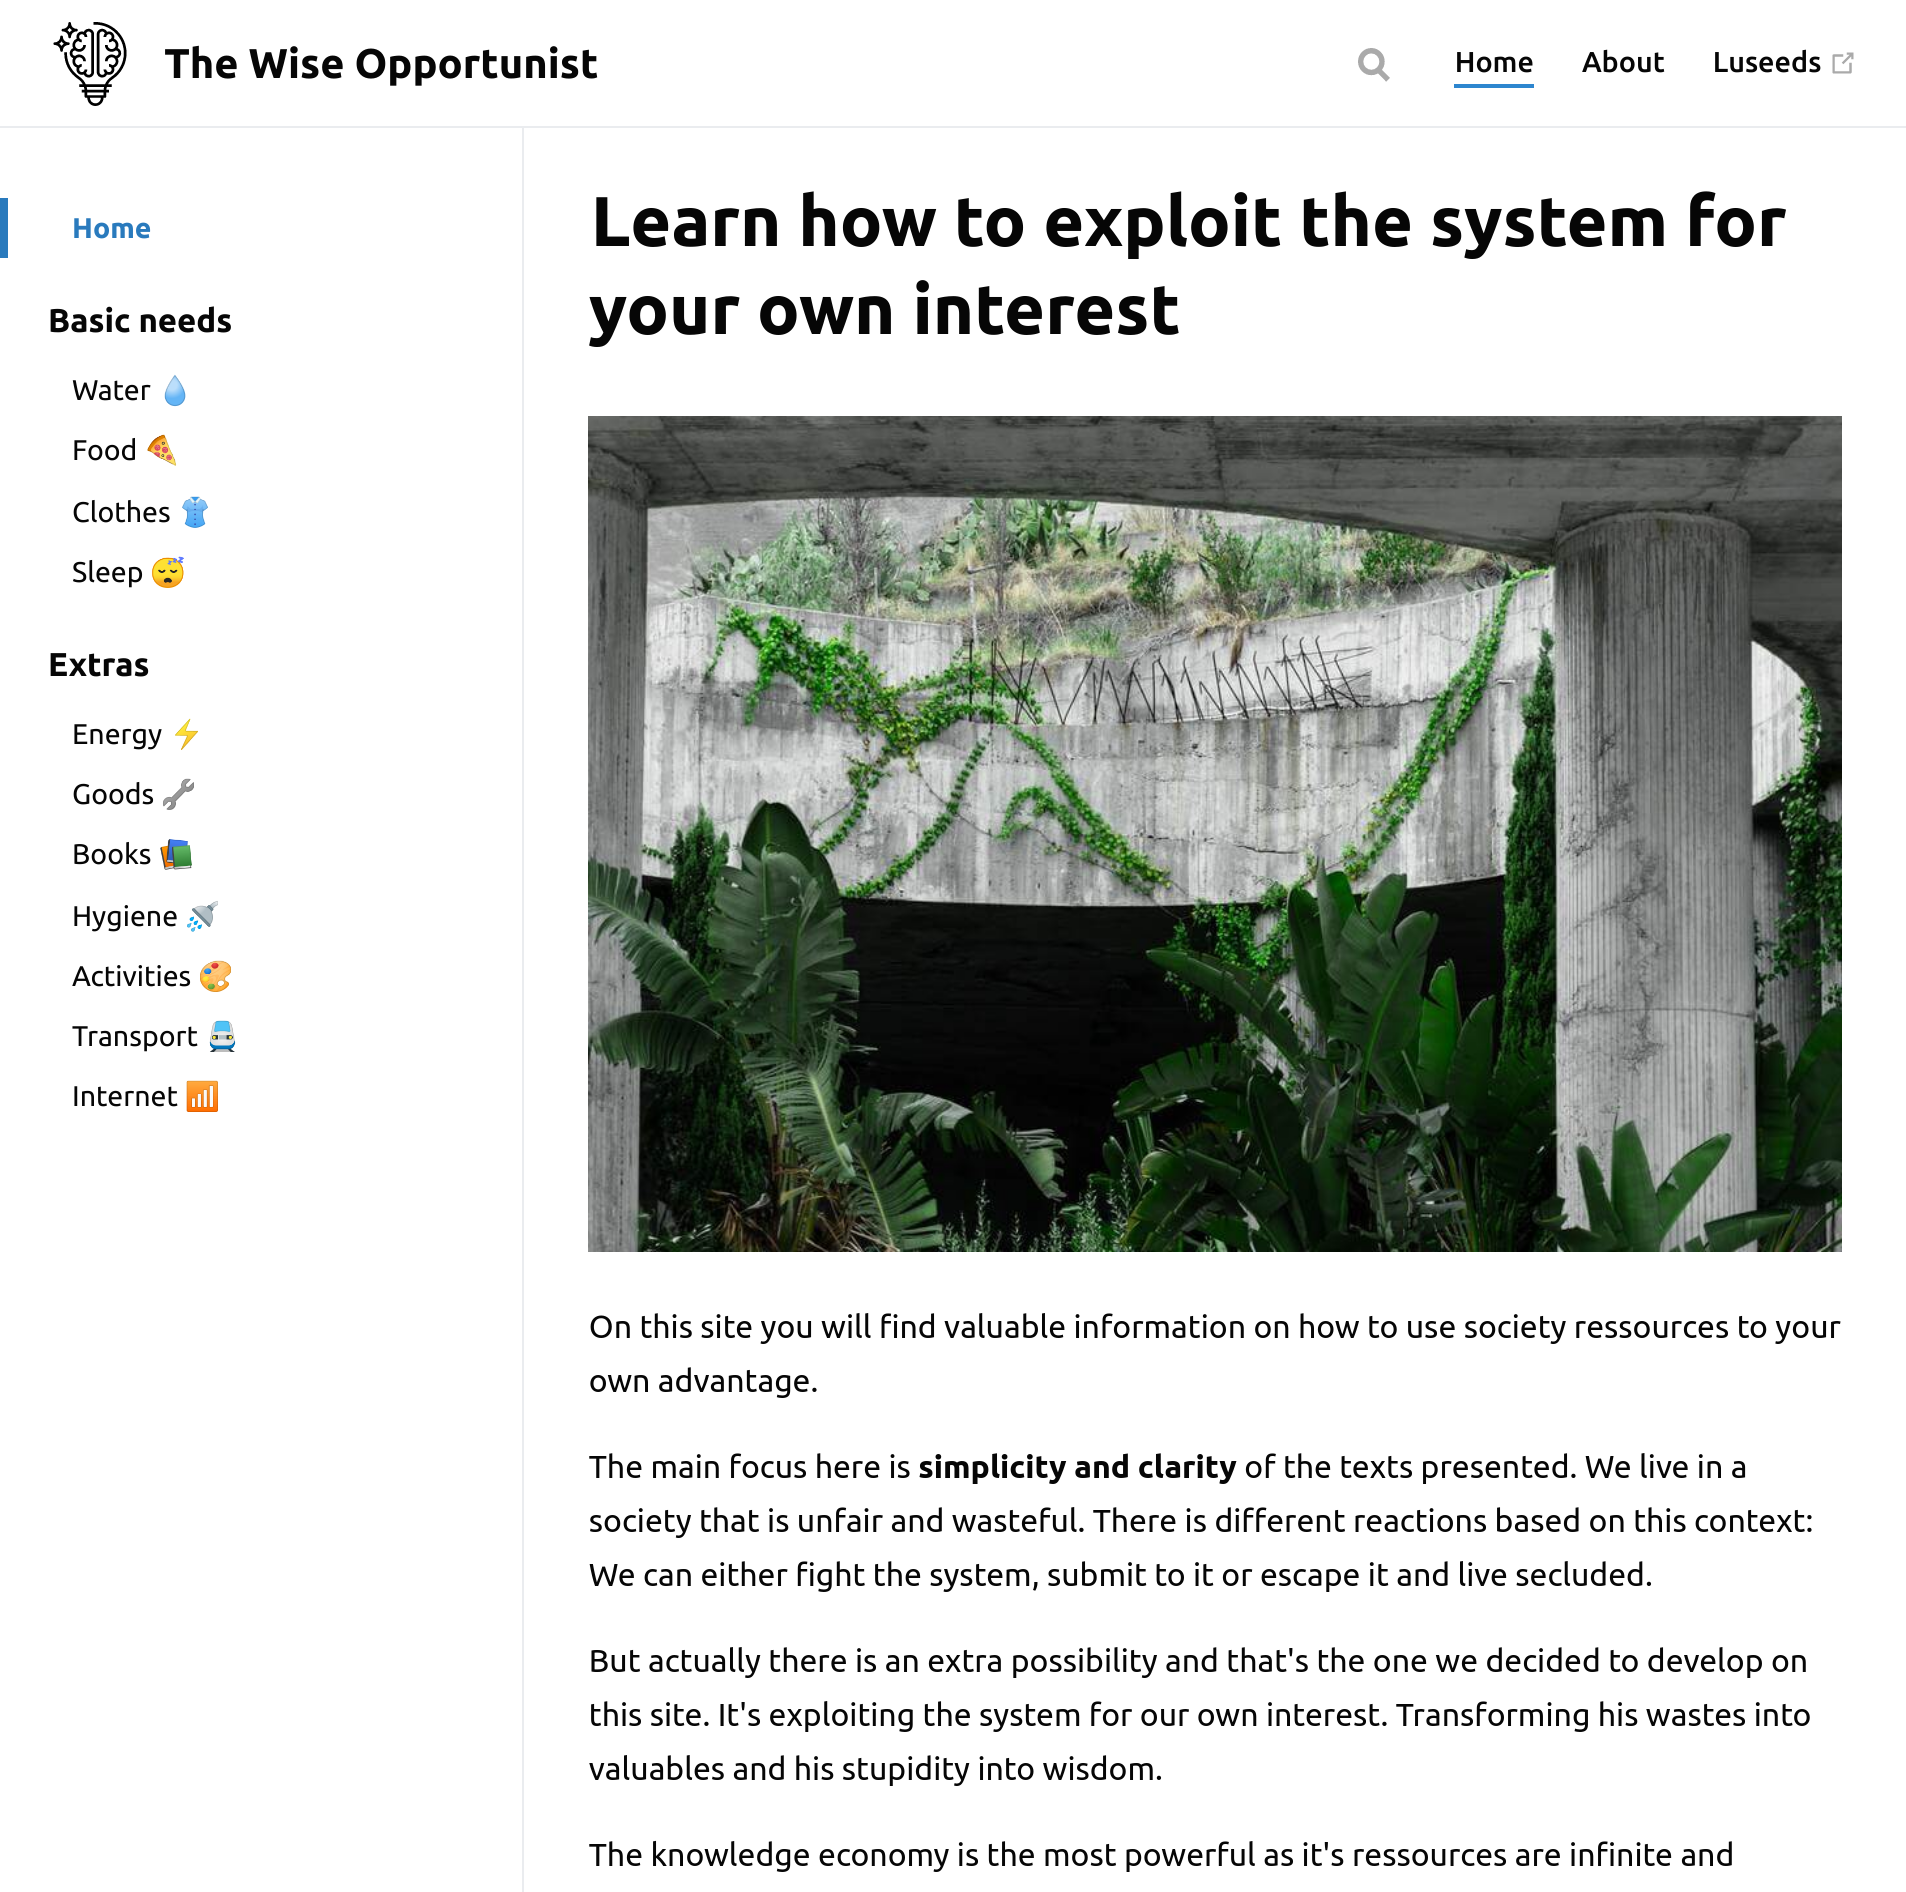 The Wise Opportunist
Home
About
Luseeds
Home
Basic needs
Water 💧
Food 🍕
Clothes 👚
Sleep 😴
Extras
Energy ⚡
Goods 🔧
Books 📚
Hygiene 🚿
Activities 🎨
Transport 🚆
Internet 📶
Learn how to exploit the system for
your own interest
On this site you will find valuable information on how to use society ressources to your
own advantage.
The main focus here is simplicity and clarity of the texts presented. We live in a
society that is unfair and wasteful. There is different reactions based on this context:
We can either fight the system, submit to it or escape it and live secluded.
But actually there is an extra possibility and that's the one we decided to develop on
this site. It's exploiting the system for our own interest. Transforming his wastes into
valuables and his stupidity into wisdom.
The knowledge economy is the most powerful as it's ressources are infinite and